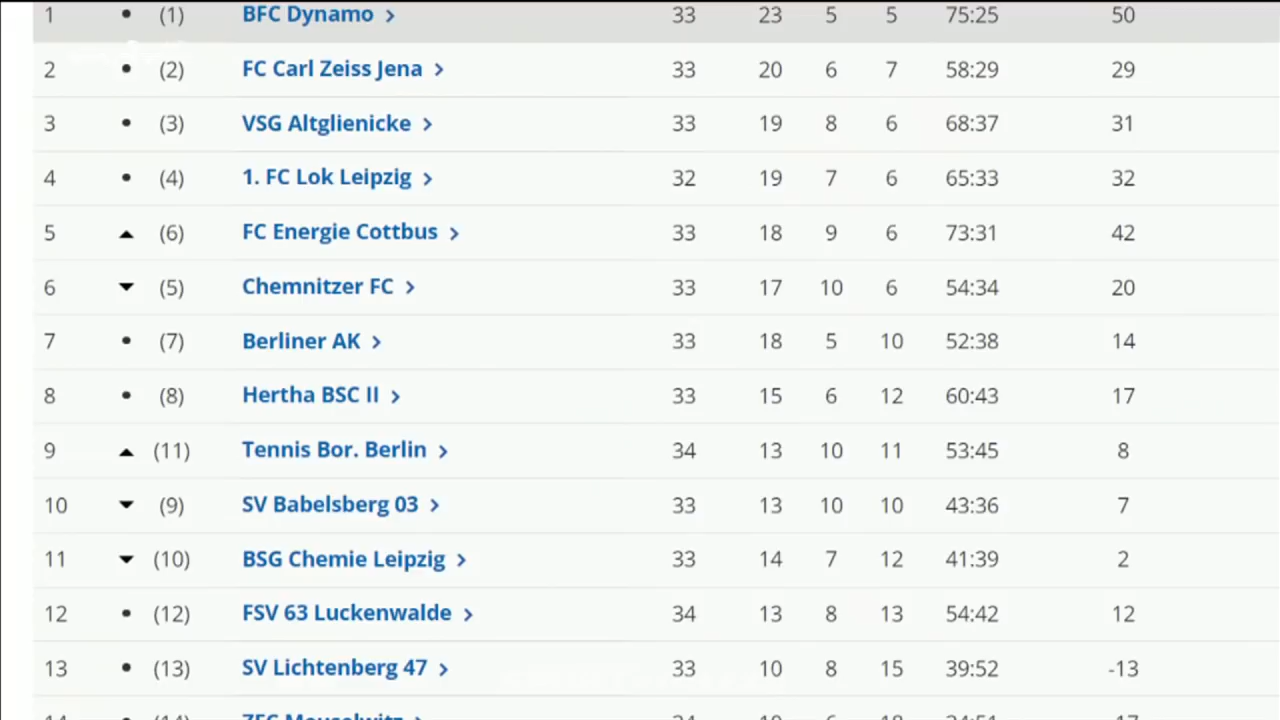 1 • (1) BFC Dynamo > 33 23 5 5 75:25 50
2 • (2) FC Carl Zeiss Jena > 33 20 6 7 58:29 29
3 • (3) VSG Altglienicke > 33 19 8 6 68:37 31
4 • (4) 1. FC Lok Leipzig > 32 19 7 6 65:33 32
5 ▲ (6) FC Energie Cottbus > 33 18 9 6 73:31 42
6 ▼ (5) Chemnitzer FC > 33 17 10 6 54:34 20
7 • (7) Berliner AK > 33 18 5 10 52:38 14
8 • (8) Hertha BSC II > 33 15 6 12 60:43 17
9 ▲ (11) Tennis Bor. Berlin > 34 13 10 11 53:45 8
10 ▼ (9) SV Babelsberg 03 > 33 13 10 10 43:36 7
11 ▼ (10) BSG Chemie Leipzig > 33 14 7 12 41:39 2
12 • (12) FSV 63 Luckenwalde > 34 13 8 13 54:42 12
13 • (13) SV Lichtenberg 47 > 33 10 8 15 39:52 -13
14 • (14) ZFC Meuselwitz > 34 10 6 18 34:51 -17